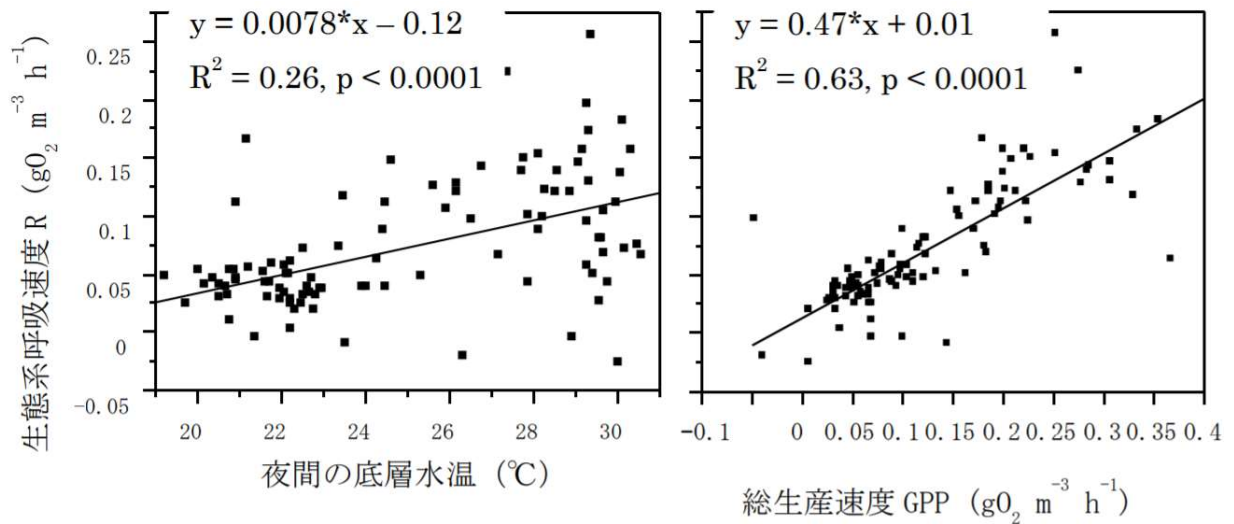 y = 0.0078*x – 0.12
R² = 0.26, p < 0.0001
生態系呼吸速度 R (gO₂ m⁻³ h⁻¹)
0.25
0.2
0.15
0.1
0.05
0
-0.05
20 22 24 26 28 30
夜間の底層水温 (℃)
y = 0.47*x + 0.01
R² = 0.63, p < 0.0001
-0.1 0 0.05 0.1 0.15 0.2 0.25 0.3 0.35 0.4
総生産速度 GPP (gO₂ m⁻³ h⁻¹)